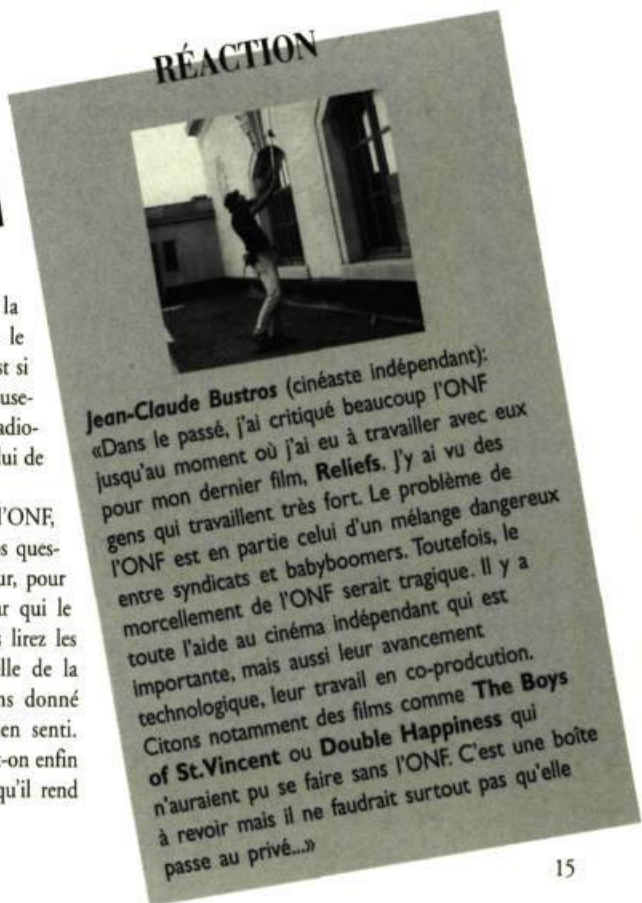 RÉACTION
la
le
st si
use-
adio-
lui de
l'ONF,
s ques-
ur, pour
ar qui le
s lirez les
lle de la
ns donné
en senti.
t-on enfin
qu'il rend
Jean-Claude Bustros (cinéaste indépendant):
«Dans le passé, j'ai critiqué beaucoup l'ONF
jusqu'au moment où j'ai eu à travailler avec eux
pour mon dernier film, Reliefs. J'y ai vu des
gens qui travaillent très fort. Le problème de
l'ONF est en partie celui d'un mélange dangereux
entre syndicats et babyboomers. Toutefois, le
morcellement de l'ONF serait tragique. Il y a
toute l'aide au cinéma indépendant qui est
importante, mais aussi leur avancement
technologique, leur travail en co-prodcution.
Citons notamment des films comme The Boys
of St.Vincent ou Double Happiness qui
n'auraient pu se faire sans l'ONF. C'est une boîte
à revoir mais il ne faudrait surtout pas qu'elle
passe au privé...»
15